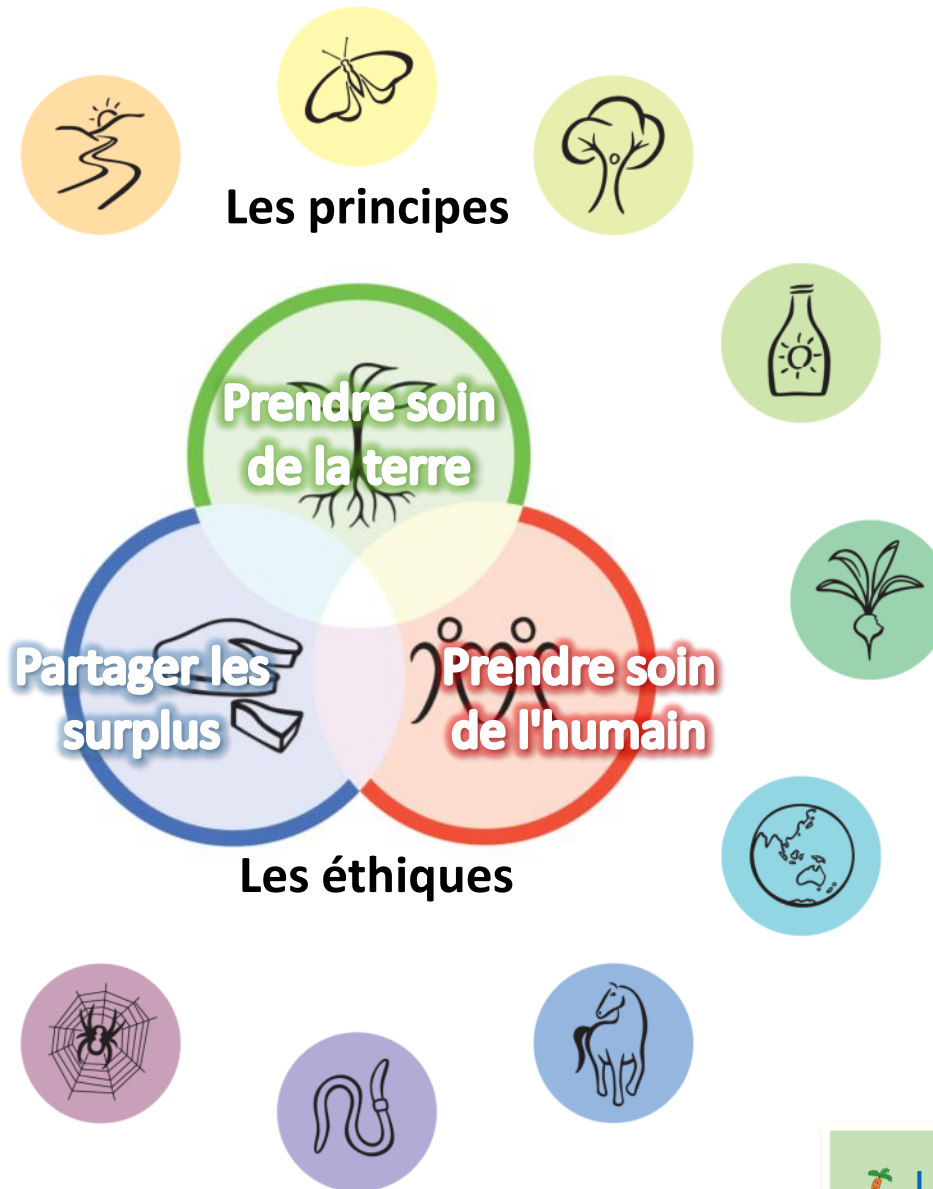 Les principes
Prendre soin
de la terre
Partager les
surplus
Prendre soin
de l'humain
Les éthiques